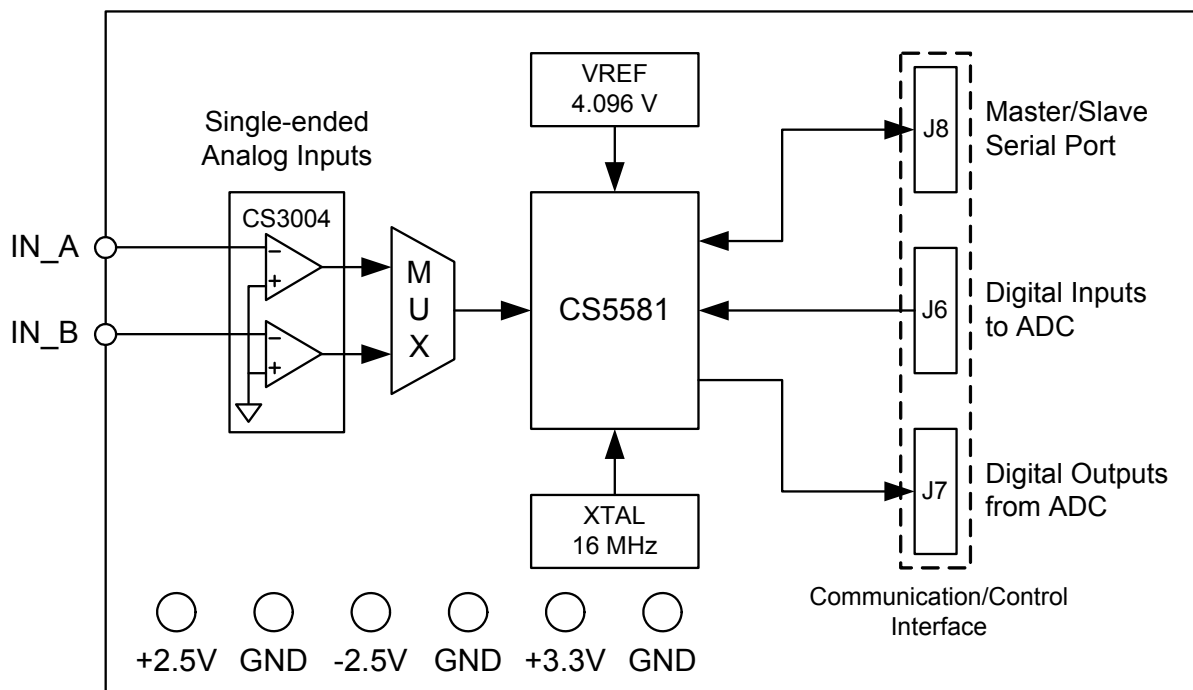 VREF
4.096 V
Single-ended
Analog Inputs
J8
Master/Slave
Serial Port
CS3004
IN_A
−
+
M
U
X
CS5581
J6
Digital Inputs
to ADC
IN_B
−
+
J7
Digital Outputs
from ADC
XTAL
16 MHz
Communication/Control
Interface
+2.5V GND -2.5V GND +3.3V GND